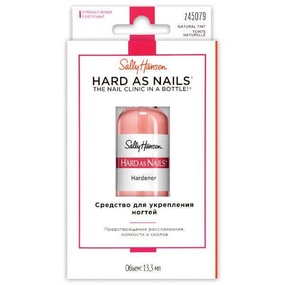 STRENGTHENER
FORTIFIANT
z45079
NATURAL TINT
TEINTE
NATURELLE
Sally Hansen
HARD AS NAILS®
THE NAIL CLINIC IN A BOTTLE!®
Sally Hansen
HARD AS NAILS®
Hardener
Средство для укрепления
ногтей
Предотвращение расслаивания,
ломкости и сколов
Объем: 13,3 мл